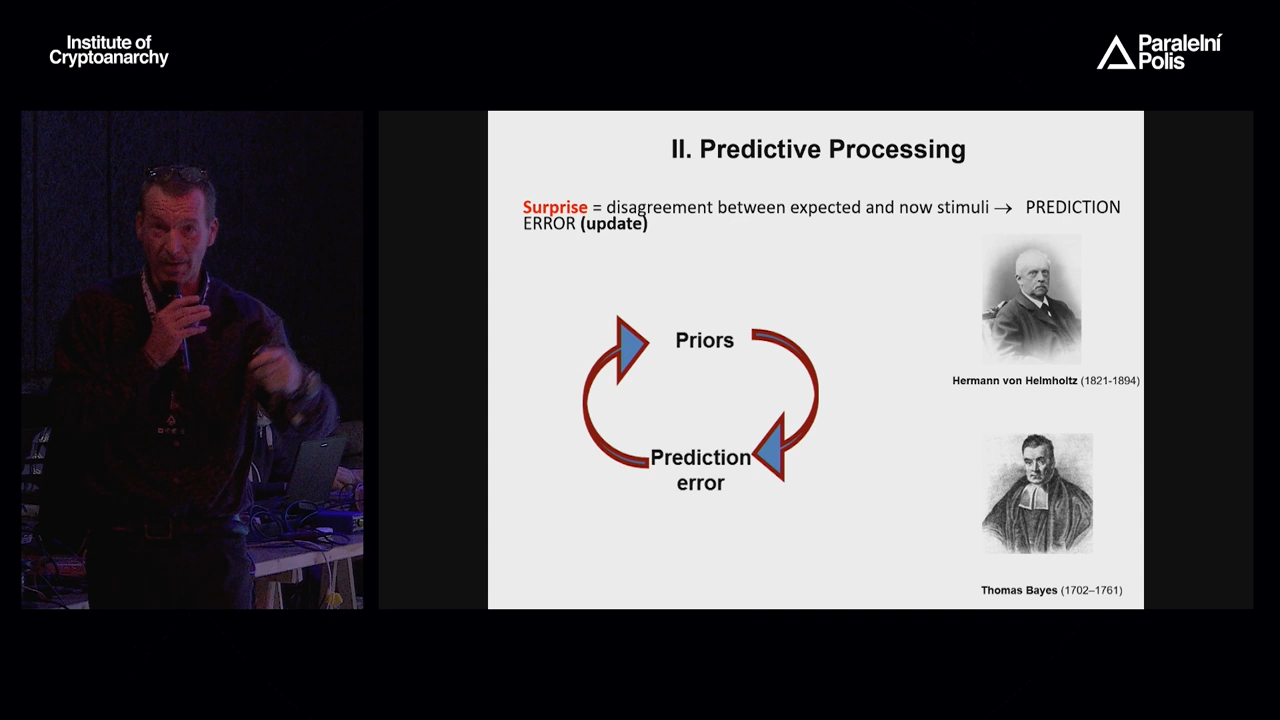 Institute of
Cryptoanarchy
Paralelní
Polis
II. Predictive Processing
Surprise = disagreement between expected and now stimuli → PREDICTION
ERROR (update)
Priors
Prediction
error
Hermann von Helmholtz (1821-1894)
Thomas Bayes (1702–1761)